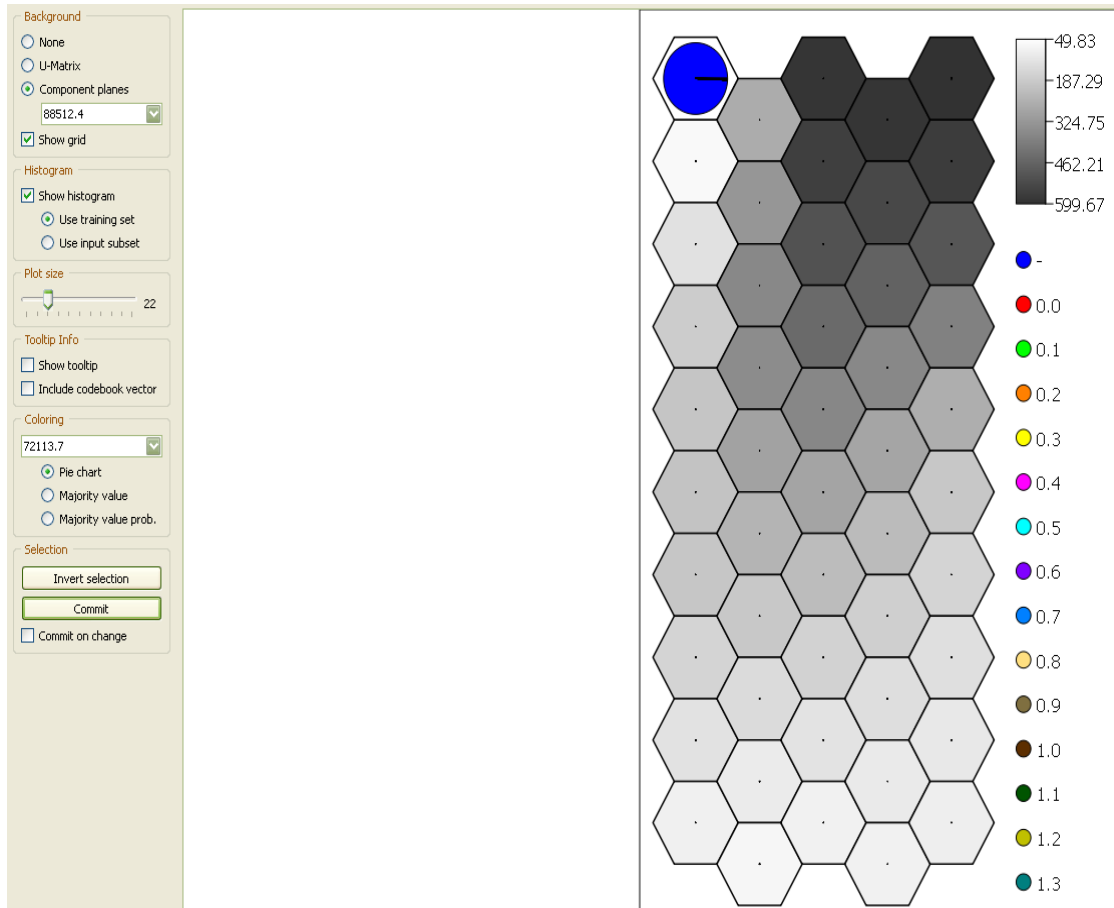 Background
None
U-Matrix
Component planes
88512.4
Show grid
Histogram
Show histogram
Use training set
Use input subset
Plot size
22
Tooltip Info
Show tooltip
Include codebook vector
Coloring
72113.7
Pie chart
Majority value
Majority value prob.
Selection
Invert selection
Commit
Commit on change
49.83
187.29
324.75
462.21
599.67
-
0.0
0.1
0.2
0.3
0.4
0.5
0.6
0.7
0.8
0.9
1.0
1.1
1.2
1.3